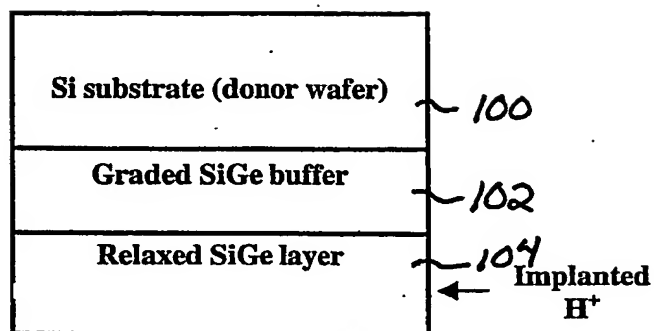 Si substrate (donor wafer)
100
Graded SiGe buffer
102
Relaxed SiGe layer
104
Implanted
H+